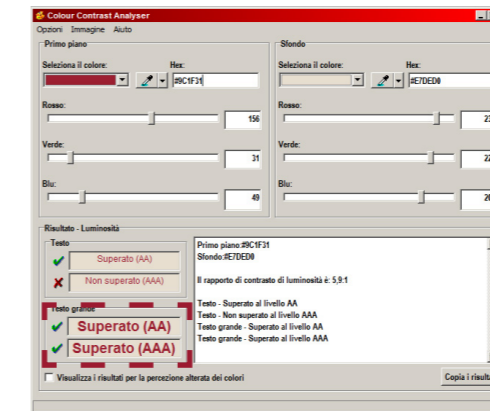 Colour Contrast Analyser
Opzioni Immagine Aiuto
Primo piano
Seleziona il colore: Hex:
#9C1F31
Rosso:
156
Verde:
31
Blu:
49
Sfondo
Seleziona il colore: Hex:
#E7DED0
Rosso:
Verde:
Blu:
Risultato - Luminosità
Testo
Superato (AA)
Non superato (AAA)
Testo grande
Superato (AA)
Superato (AAA)
Primo piano:#9C1F31
Sfondo:#E7DED0
Il rapporto di contrasto di luminosità è: 5,9:1
Testo - Superato al livello AA
Testo - Non superato al livello AAA
Testo grande - Superato al livello AA
Testo grande - Superato al livello AAA
Visualizza i risultati per la percezione alterata dei colori
Copia i risult